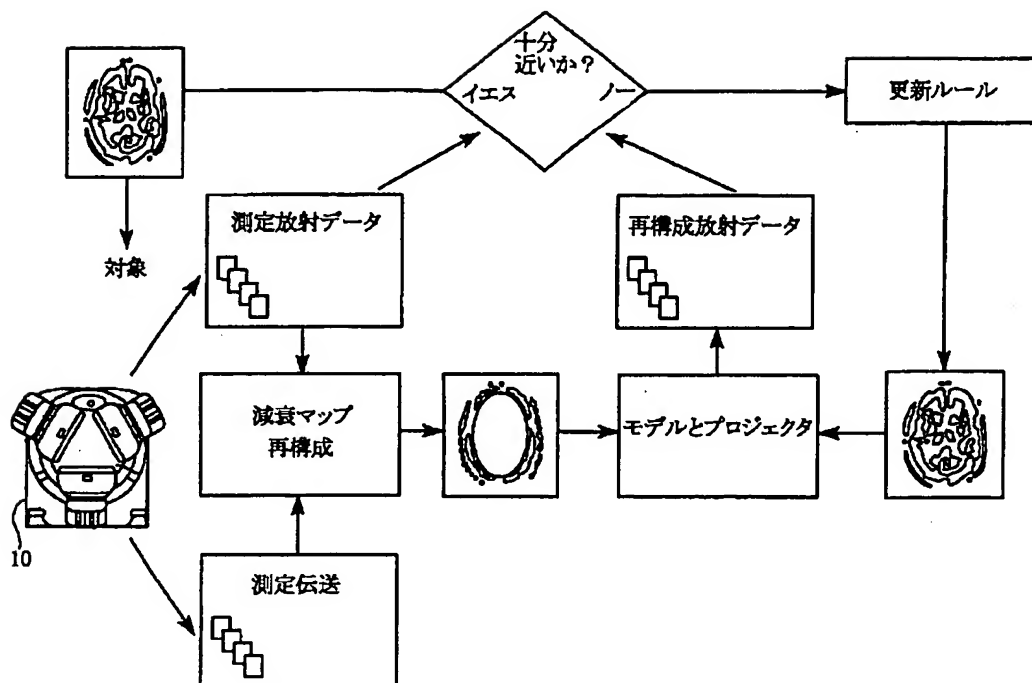 十分
近いか?
イエス
ノー
更新ルール
測定放射データ
再構成放射データ
対象
減衰マップ
再構成
モデルとプロジェクタ
10
測定伝送